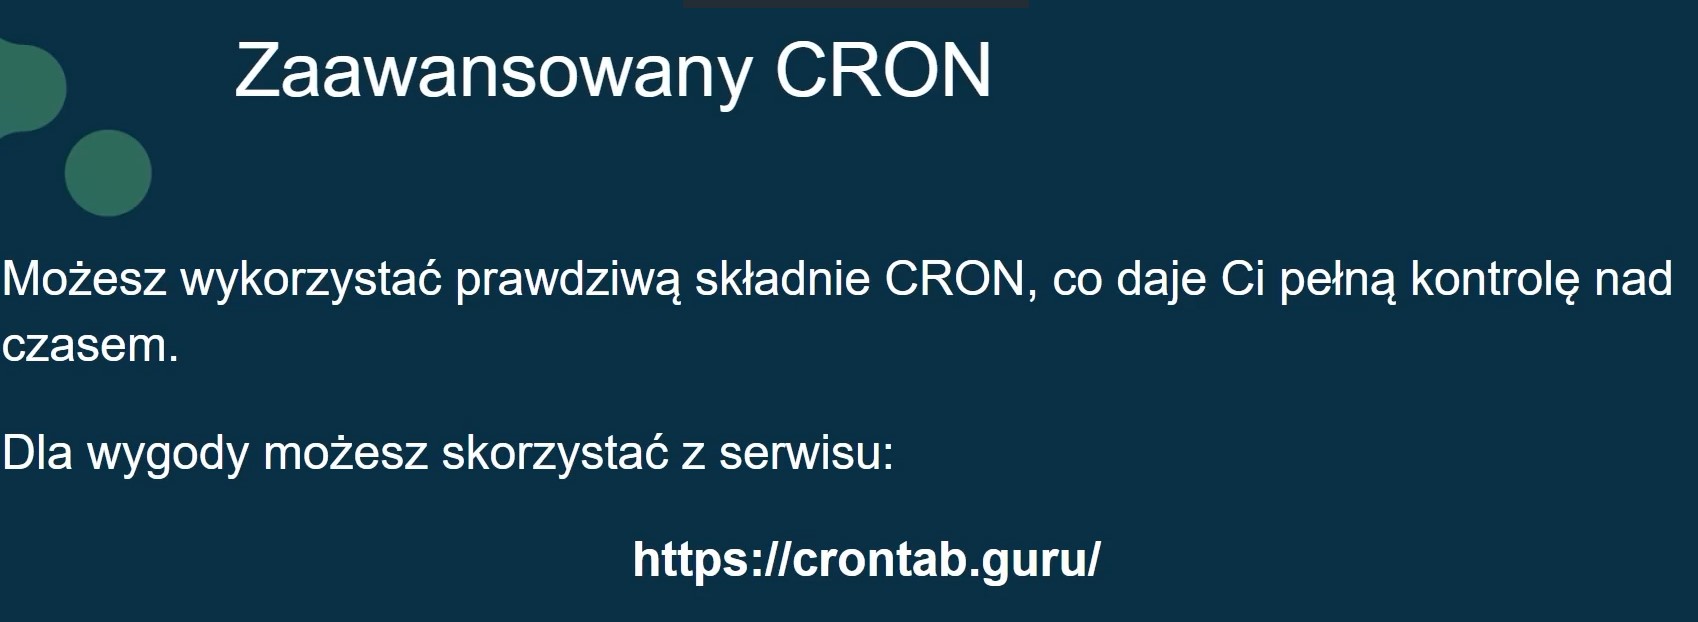 Zaawansowany CRON
Możesz wykorzystać prawdziwą składnie CRON, co daje Ci pełną kontrolę nad
czasem.
Dla wygody możesz skorzystać z serwisu:
https://crontab.guru/